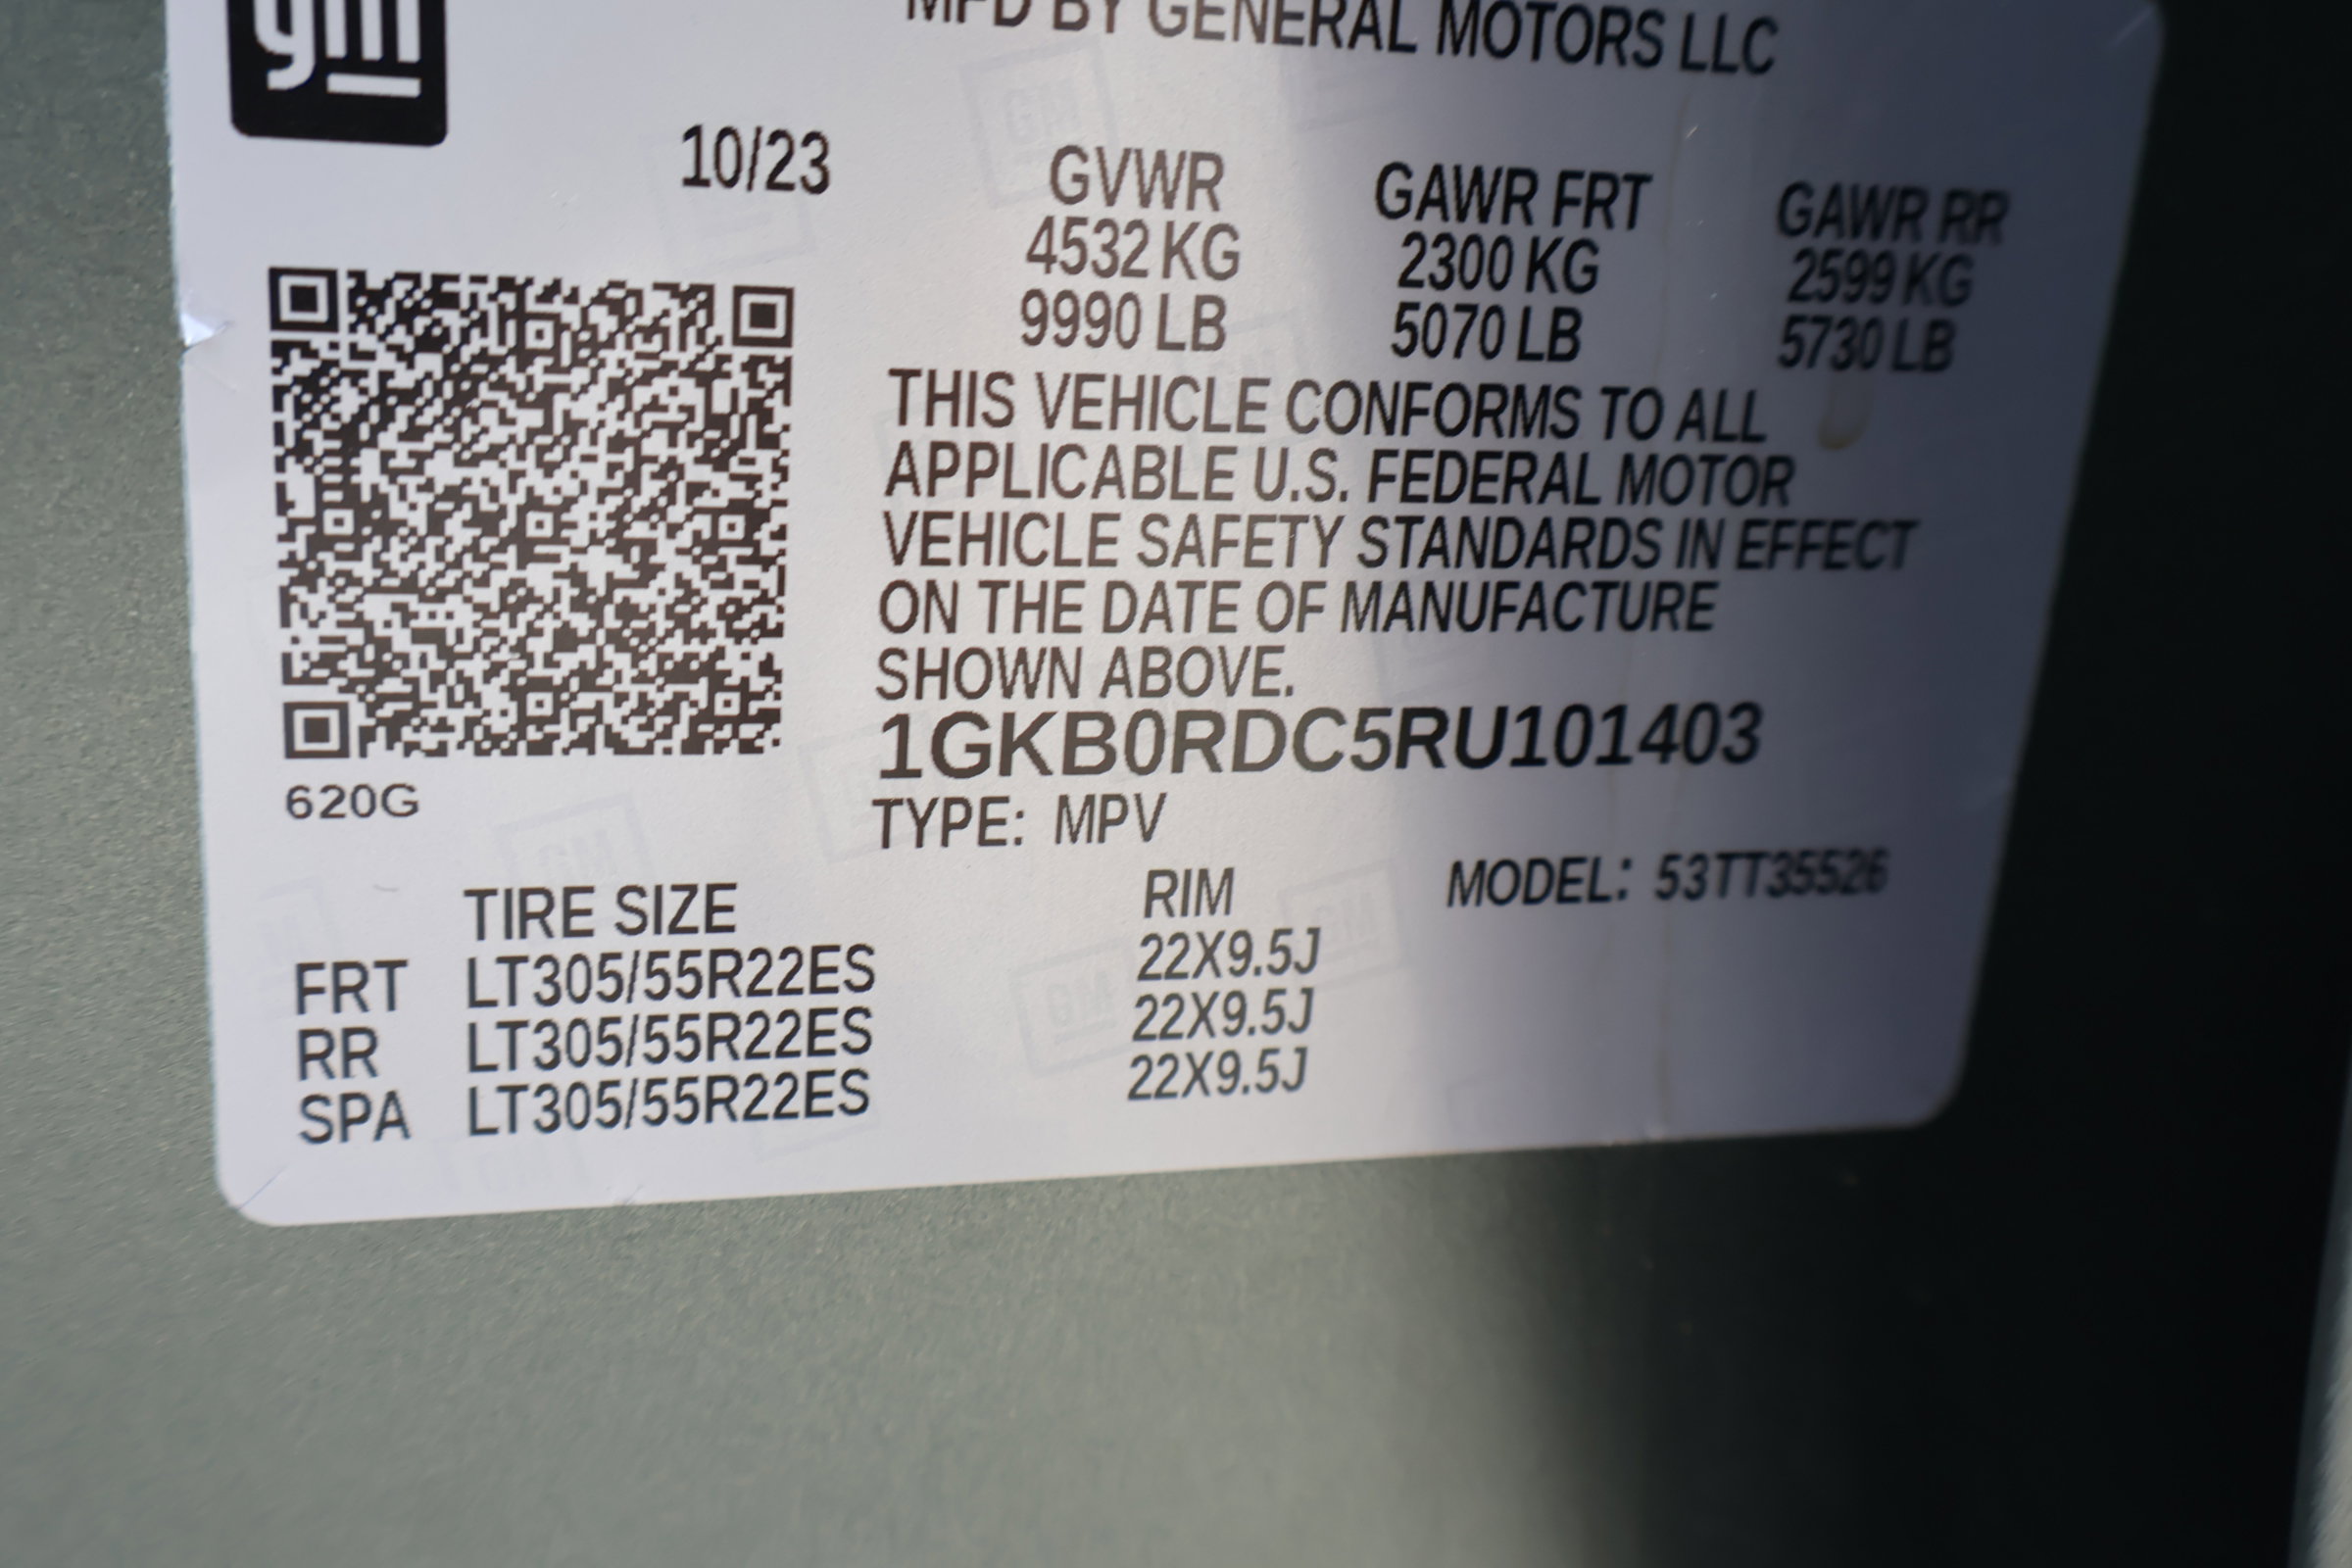 gm
MFD BY GENERAL MOTORS LLC
10/23
GVWR GAWR FRT GAWR RR
4532 KG 2300 KG 2599 KG
9990 LB 5070 LB 5730 LB
THIS VEHICLE CONFORMS TO ALL
APPLICABLE U.S. FEDERAL MOTOR
VEHICLE SAFETY STANDARDS IN EFFECT
ON THE DATE OF MANUFACTURE
SHOWN ABOVE.
1GKB0RDC5RU101403
620G
TYPE: MPV
TIRE SIZE RIM MODEL: 53TT35526
FRT LT305/55R22ES 22X9.5J
RR LT305/55R22ES 22X9.5J
SPA LT305/55R22ES 22X9.5J